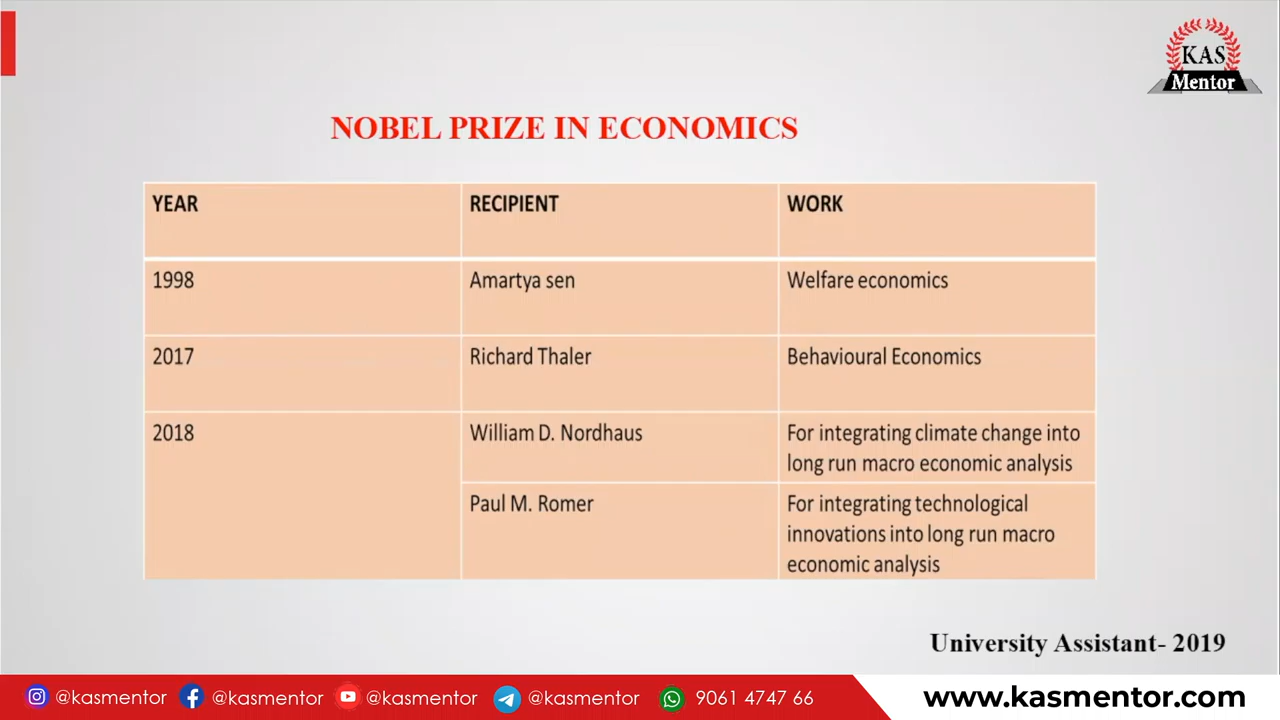 KAS
Mentor
NOBEL PRIZE IN ECONOMICS
YEAR RECIPIENT WORK
1998 Amartya sen Welfare economics
2017 Richard Thaler Behavioural Economics
2018 William D. Nordhaus For integrating climate change into
long run macro economic analysis
Paul M. Romer For integrating technological
innovations into long run macro
economic analysis
University Assistant- 2019
@kasmentor @kasmentor @kasmentor @kasmentor 9061 4747 66 www.kasmentor.com